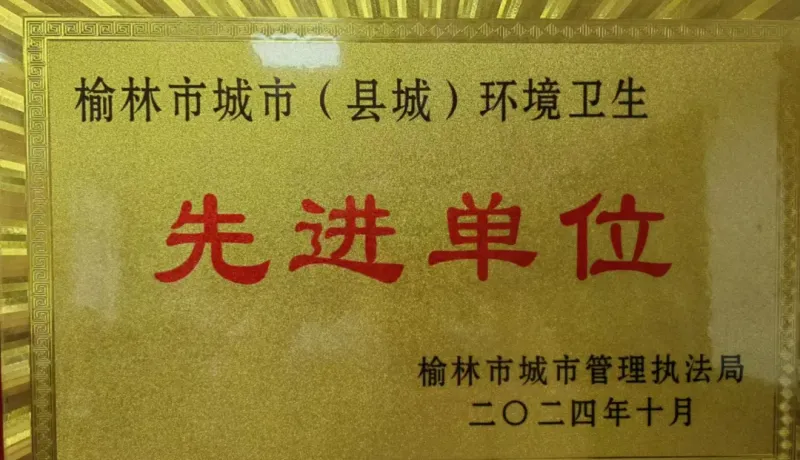 榆林市城市（县城）环境卫生
先进单位
榆林市城市管理执法局
二〇二四年十月